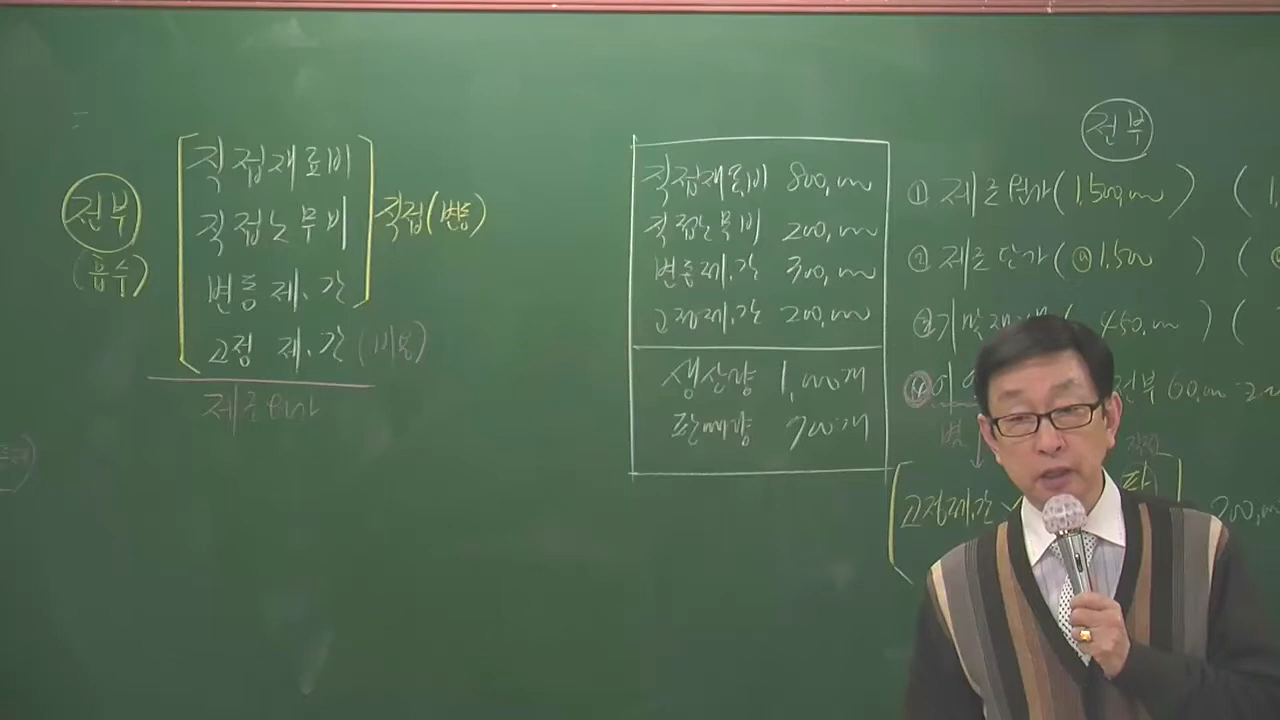 전부
(흡수)
직접재료비
직접노무비
변동 제.간
고정 제.간 (비용)
제조원가
직접(변동)
직접재료비 800,000
직접노무비 200,000
변동제.간 300,000
고정제.간 200,000
생산량 1,000개
판매량 700개
전부
① 제조원가(1,500,000) (1,
② 제조단가(@1,500) (@
③ 기말재 450,000) (
④ 이 전부 60,000
고정제.간 × 판 200,000